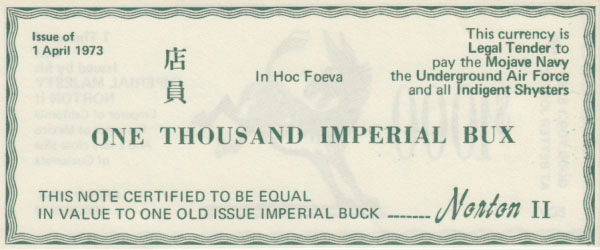 Issue of
1 April 1973
店
員
In Hoc Foeva
This currency is
Legal Tender to
pay the Mojave Navy
the Underground Air Force
and all Indigent Shysters
ONE THOUSAND IMPERIAL BUX
THIS NOTE CERTIFIED TO BE EQUAL
IN VALUE TO ONE OLD ISSUE IMPERIAL BUCK
Norton II